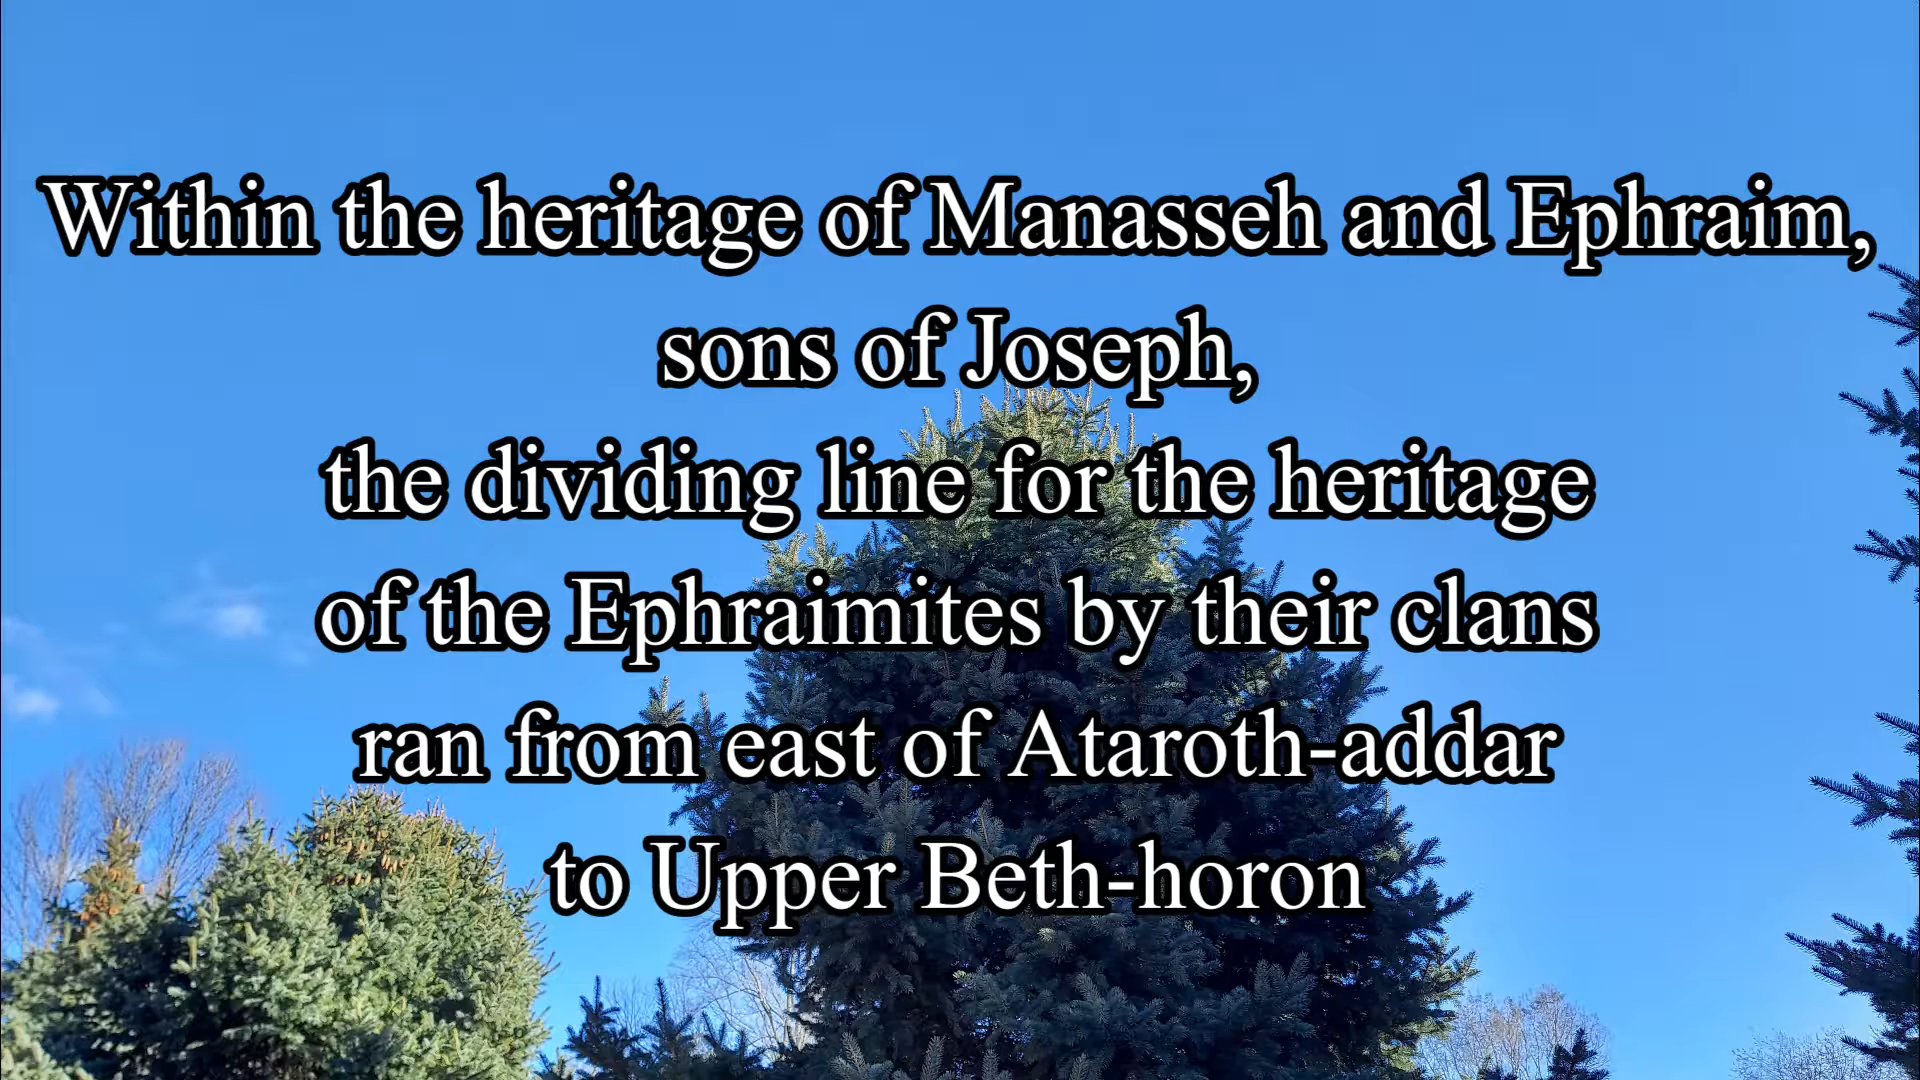 Within the heritage of Manasseh and Ephraim,
sons of Joseph,
the dividing line for the heritage
of the Ephraimites by their clans
ran from east of Ataroth-addar
to Upper Beth-horon